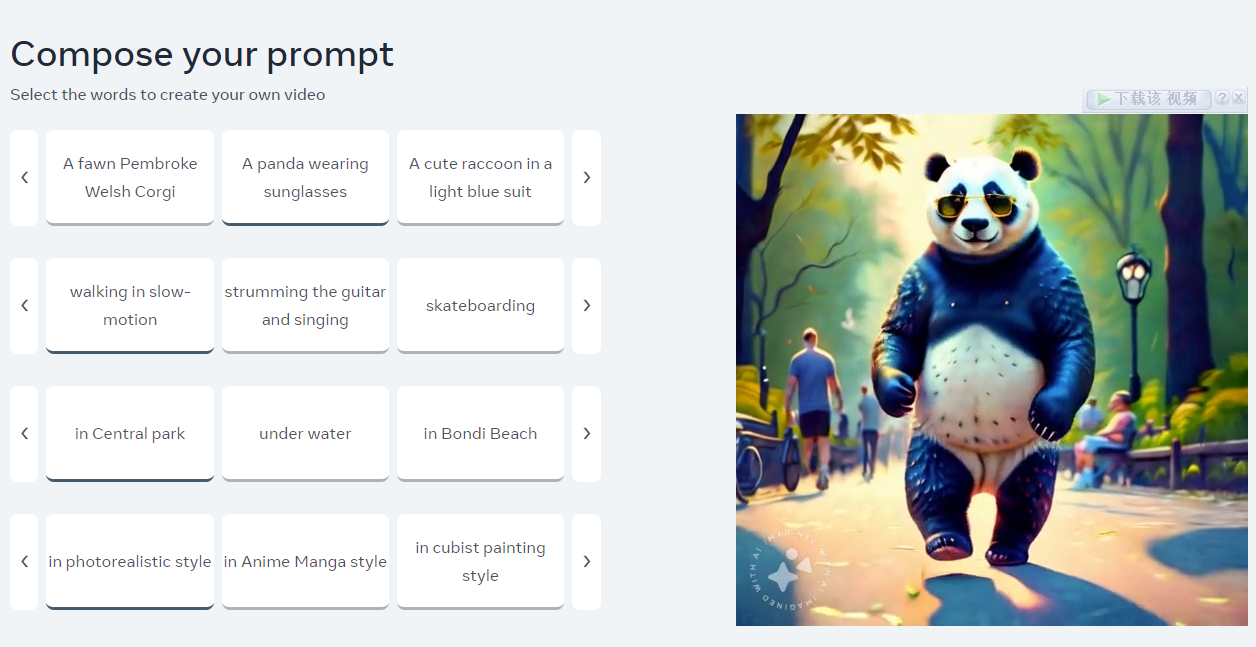 Compose your prompt
Select the words to create your own video
下载该 视频
?
X
A fawn Pembroke
Welsh Corgi
A panda wearing
sunglasses
A cute raccoon in a
light blue suit
walking in slow-
motion
strumming the guitar
and singing
skateboarding
in Central park
under water
in Bondi Beach
in photorealistic style
in Anime Manga style
in cubist painting
style
IMAGINED WITH AI
IMAGINED WITH AI